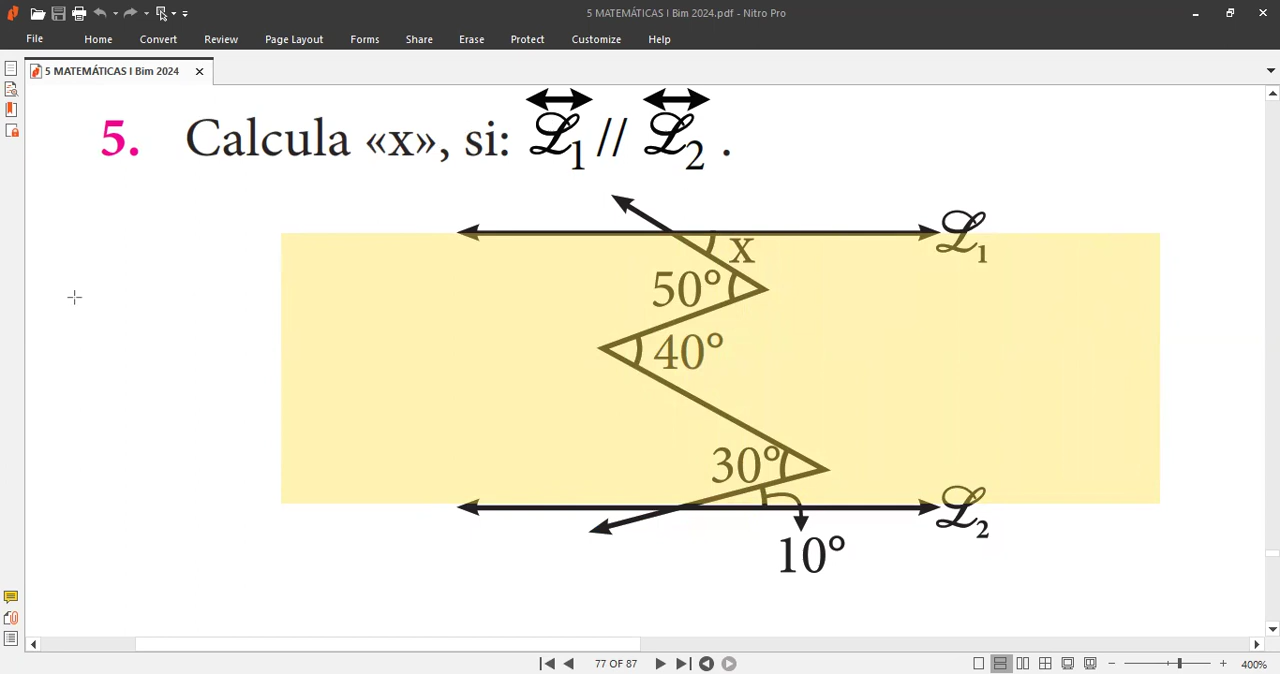 5 MATEMÁTICAS I Bim 2024.pdf - Nitro Pro
File Home Convert Review Page Layout Forms Share Erase Protect Customize Help
5 MATEMÁTICAS I Bim 2024
5. Calcula «x», si: ℒ1 // ℒ2 .
ℒ1
x
50°
40°
30°
ℒ2
10°
77 OF 87
400%